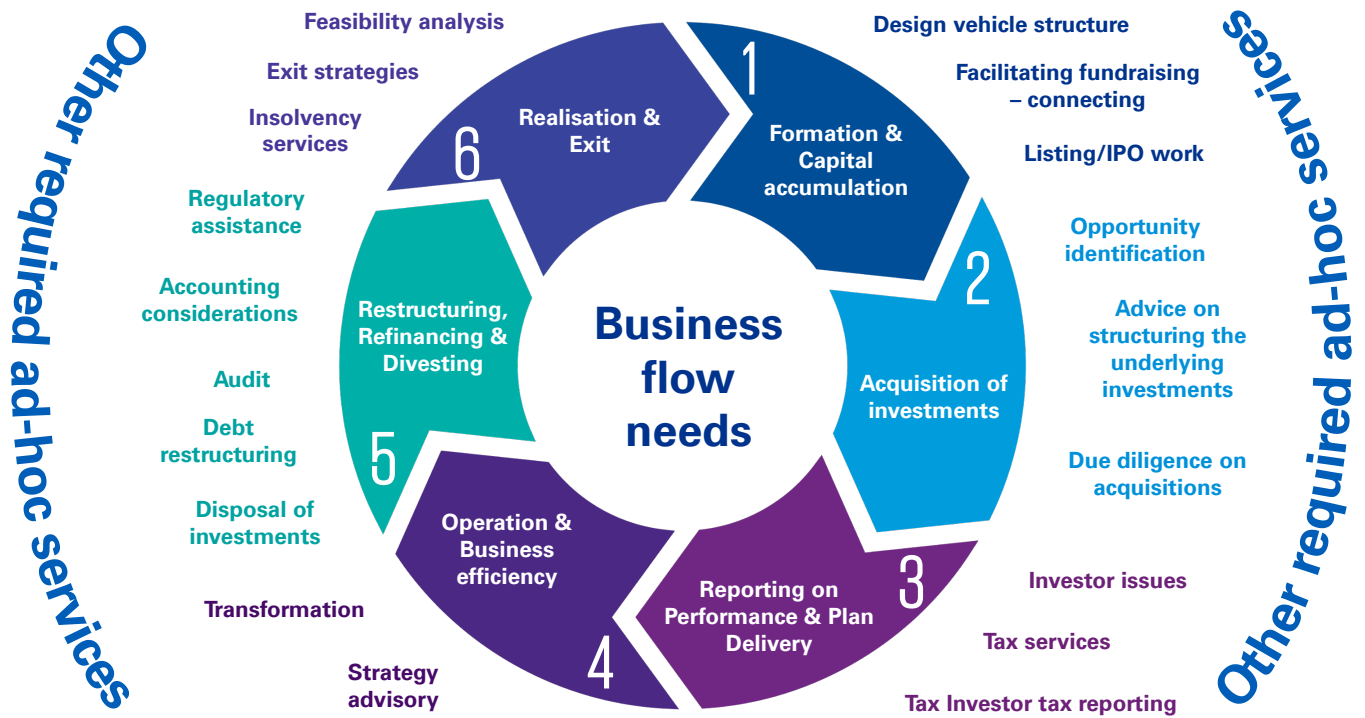 Other required ad-hoc services
Feasibility analysis
Exit strategies
Insolvency
services
Regulatory
assistance
Accounting
considerations
Audit
Debt
restructuring
Disposal of
investments
Transformation
Strategy
advisory
Business
flow
needs
1
Formation &
Capital
accumulation
2
Acquisition of
investments
3
Reporting on
Performance & Plan
Delivery
4
Operation &
Business
efficiency
5
Restructuring,
Refinancing &
Divesting
6
Realisation &
Exit
Design vehicle structure
Facilitating fundraising
– connecting
Listing/IPO work
Opportunity
identification
Advice on
structuring the
underlying
investments
Due diligence on
acquisitions
Investor issues
Tax services
Tax Investor tax reporting
Other required ad-hoc services